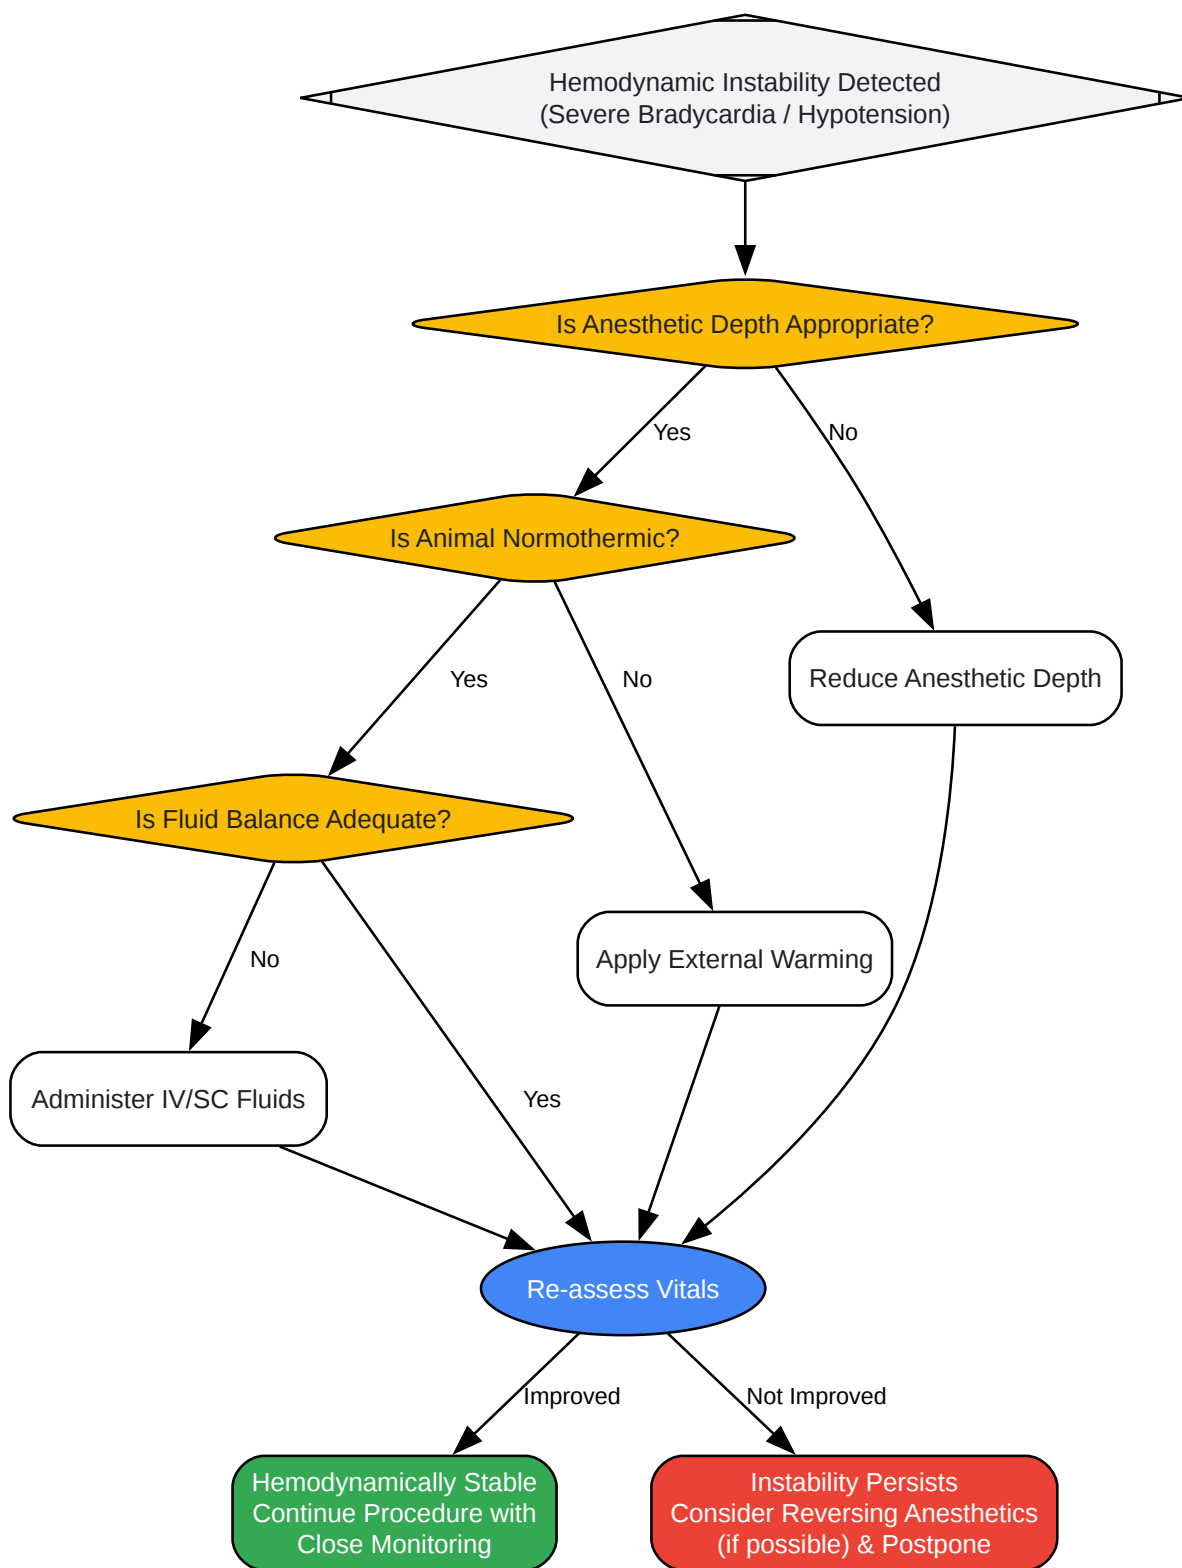 Hemodynamic Instability Detected
(Severe Bradycardia / Hypotension)
Is Anesthetic Depth Appropriate?
Yes
No
Is Animal Normothermic?
Reduce Anesthetic Depth
Yes
No
Is Fluid Balance Adequate?
Apply External Warming
No
Administer IV/SC Fluids
Yes
Re-assess Vitals
Improved
Not Improved
Hemodynamically Stable
Continue Procedure with
Close Monitoring
Instability Persists
Consider Reversing Anesthetics
(if possible) & Postpone